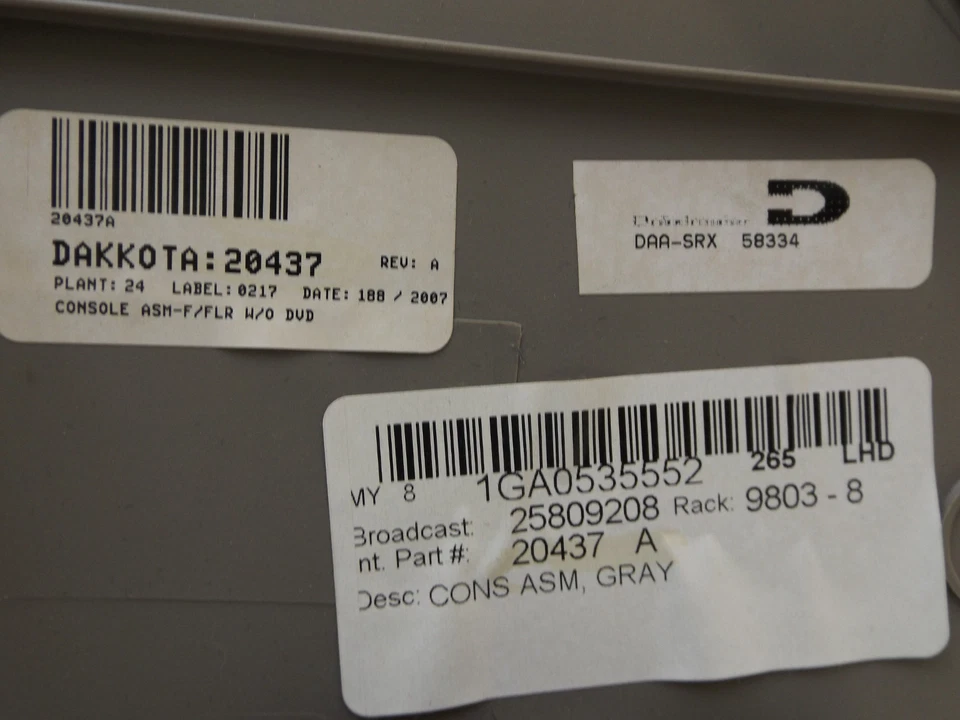 20437A
DAKKOTA:20437 REV: A
PLANT: 24 LABEL:0217 DATE: 188 / 2007
CONSOLE ASM-F/FLR W/O DVD
D
DAA-SRX 58334
265 LHD
MY 8 1GA0535552
Broadcast: 25809208 Rack: 9803 - 8
nt. Part #: 20437 A
Desc: CONS ASM, GRAY